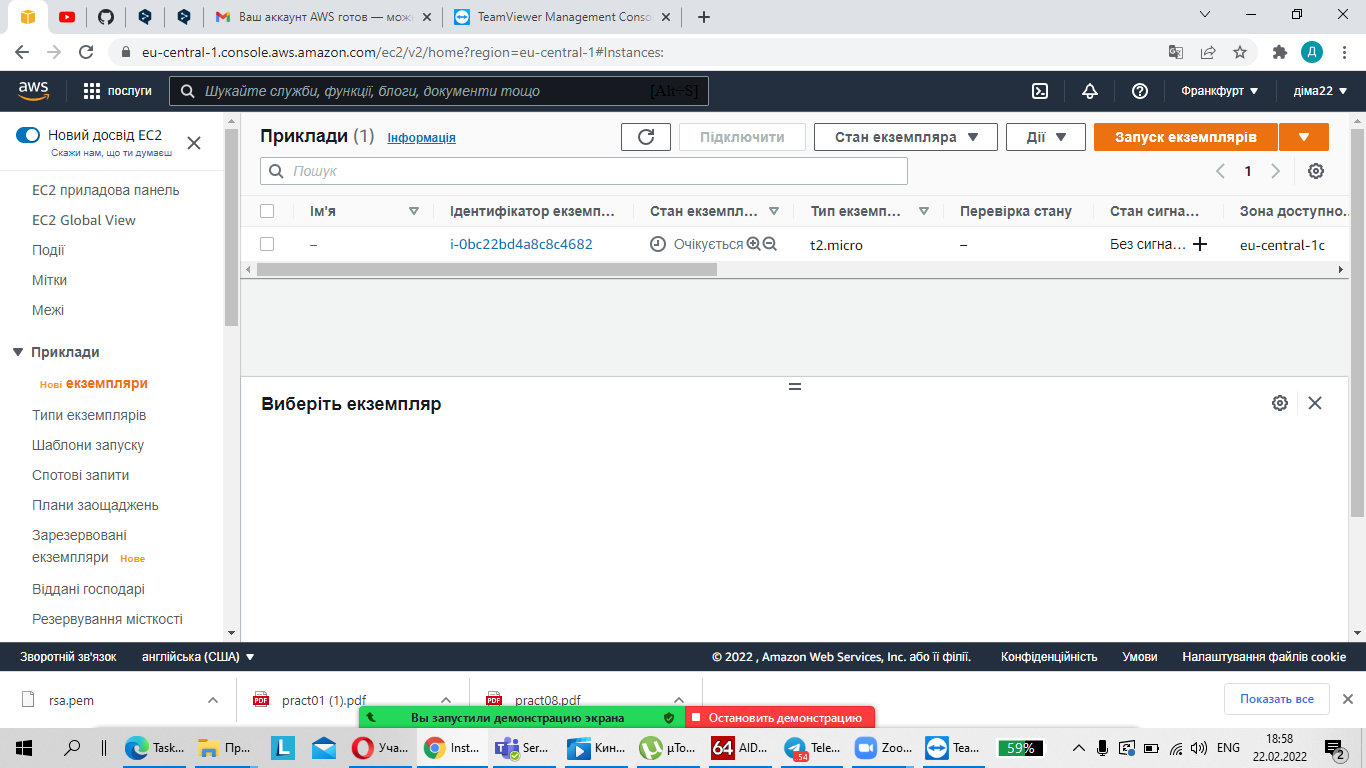 Ваш аккаунт AWS готов — може
TeamViewer Management Conso
eu-central-1.console.aws.amazon.com/ec2/v2/home?region=eu-central-1#Instances:
Д
aws
послуги
Шукайте служби, функції, блоги, документи тощо
[Alt+S]
Франкфурт
діма22
Новий досвід EC2
Скажи нам, що ти думаєш
EC2 приладова панель
EC2 Global View
Події
Мітки
Межі
Приклади
Нові екземпляри
Типи екземплярів
Шаблони запуску
Спотові запити
Плани заощаджень
Зарезервовані
екземпляри Нове
Віддані господарі
Резервування місткості
Приклади (1) Інформація
Підключити
Стан екземпляра
Дії
Запуск екземплярів
Пошук
1
Ім'я
Ідентифікатор екземп...
Стан екземпл...
Тип екземп...
Перевірка стану
Стан сигна...
Зона доступно...
–
i-0bc22bd4a8c8c4682
Очікується
t2.micro
–
Без сигна...
eu-central-1c
Виберіть екземпляр
Зворотній зв'язок
англійська (США)
© 2022 , Amazon Web Services, Inc. або її філії.
Конфіденційність
Умови
Налаштування файлів cookie
rsa.pem
PDF
pract01 (1).pdf
PDF
pract08.pdf
Показать все
Вы запустили демонстрацию экрана
Остановить демонстрацию
Task...
Пр...
L
Уча...
Inst...
Ser...
Кин...
µTo...
64
AID...
54
Tele...
Zoo...
Tea...
59%
ENG
18:58
22.02.2022
2